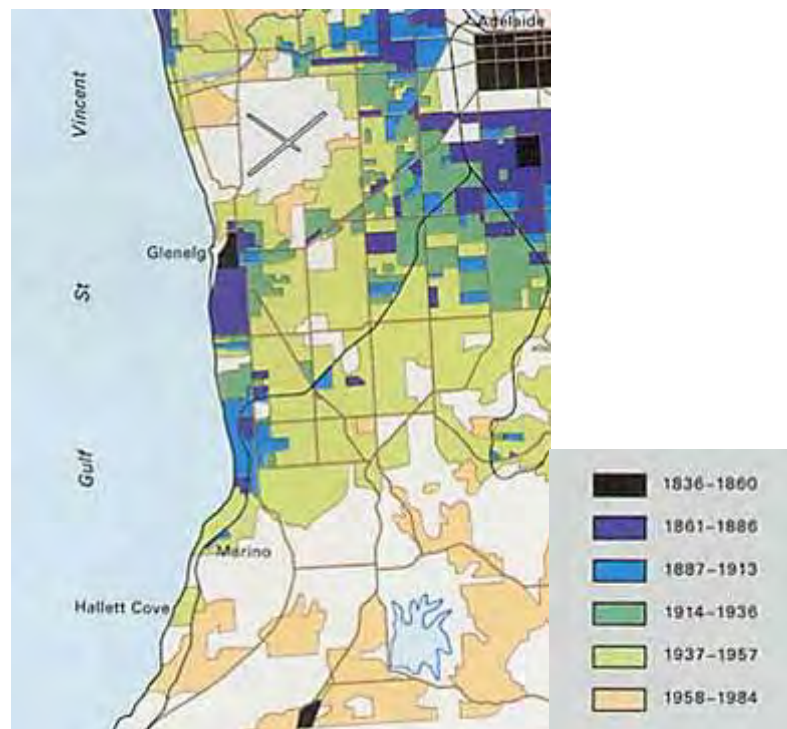 Adelaide
Vincent
Glenelg
St
Gulf
Marino
Hallett Cove
1836–1860
1861–1886
1887–1913
1914–1936
1937–1957
1958–1984